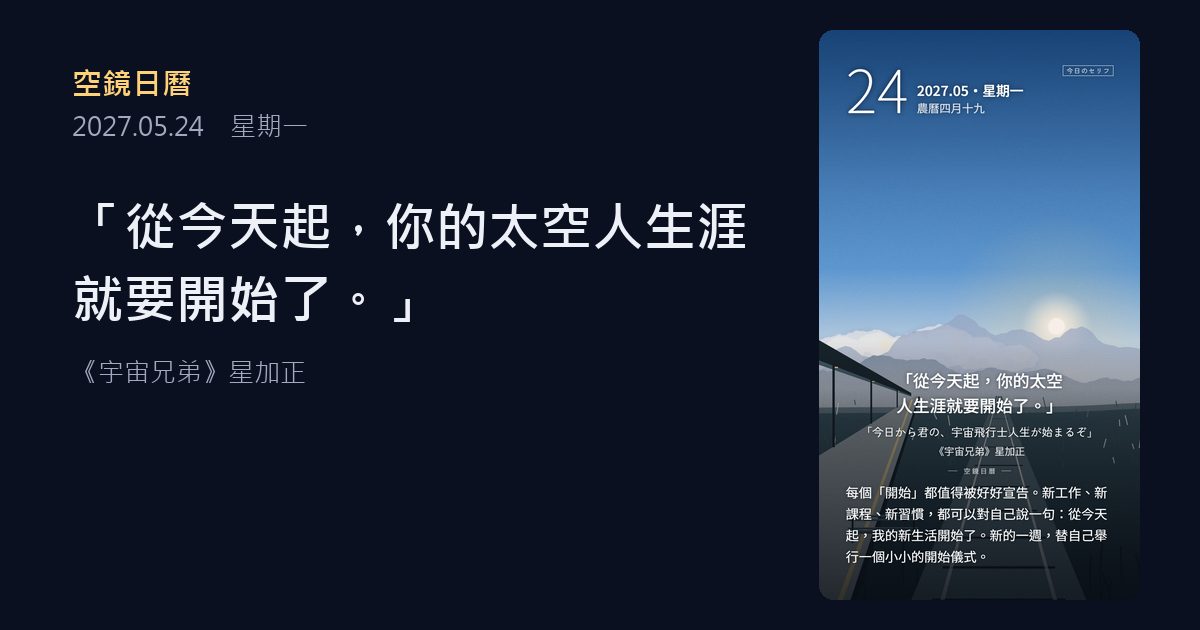 空鏡日曆
2027.05.24 星期一
「從今天起，你的太空人生涯
就要開始了。」
《宇宙兄弟》星加正
24
2027.05・星期一
農曆四月十九
今日のセリフ
「從今天起，你的太空
人生涯就要開始了。」
「今日から君の、宇宙飛行士人生が始まるぞ」
《宇宙兄弟》星加正
— 空鏡日曆 —
每個「開始」都值得被好好宣告。新工作、新
課程、新習慣，都可以對自己說一句：從今天
起，我的新生活開始了。新的一週，替自己舉
行一個小小的開始儀式。